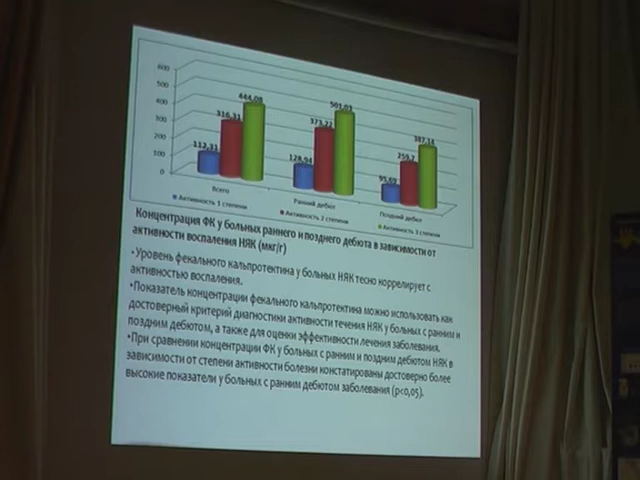 600
500
400
300
200
100
0
112,31
316,31
444,08
128,94
373,22
501,03
95,69
259,7
387,14
Всего
Ранний дебют
Поздний дебют
Активность 1 степени
Активность 2 степени
Активность 3 степени
Концентрация ФК у больных раннего и позднего дебюта в зависимости от
активности воспаления НЯК (мкг/г)
•Уровень фекального кальпротектина у больных НЯК тесно коррелирует с
активностью воспаления.
•Показатель концентрации фекального кальпротектина можно использовать как
достоверный критерий диагностики активности течения НЯК у больных с ранним и
поздним дебютом, а также для оценки эффективности лечения заболевания.
•При сравнении концентрации ФК у больных с ранним и поздним дебютом НЯК в
зависимости от степени активности болезни констатированы достоверно более
высокие показатели у больных с ранним дебютом заболевания (p<0,05).